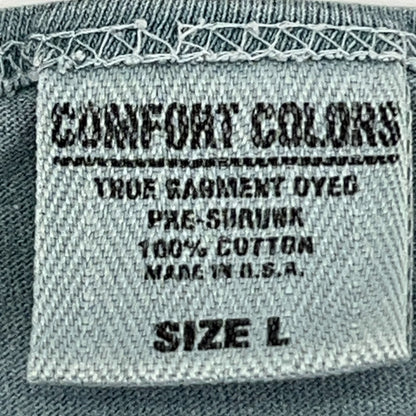 COMFORT COLORS
TRUE GARMENT DYED
PRE-SHRUNK
100% COTTON
MADE IN U.S.A.
SIZE L